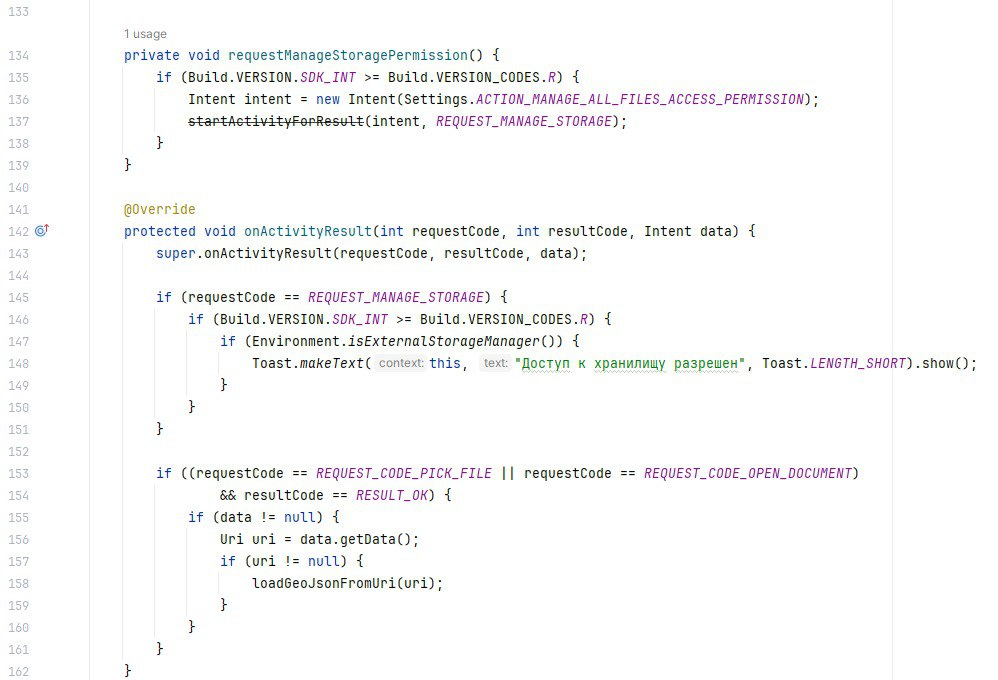 133
1 usage
134 private void requestManageStoragePermission() {
135 if (Build.VERSION.SDK_INT >= Build.VERSION_CODES.R) {
136 Intent intent = new Intent(Settings.ACTION_MANAGE_ALL_FILES_ACCESS_PERMISSION);
137 startActivityForResult(intent, REQUEST_MANAGE_STORAGE);
138 }
139 }
140
141 @Override
142 protected void onActivityResult(int requestCode, int resultCode, Intent data) {
143 super.onActivityResult(requestCode, resultCode, data);
144
145 if (requestCode == REQUEST_MANAGE_STORAGE) {
146 if (Build.VERSION.SDK_INT >= Build.VERSION_CODES.R) {
147 if (Environment.isExternalStorageManager()) {
148 Toast.makeText( context: this, text: "Доступ к хранилищу разрешен", Toast.LENGTH_SHORT).show();
149 }
150 }
151 }
152
153 if ((requestCode == REQUEST_CODE_PICK_FILE || requestCode == REQUEST_CODE_OPEN_DOCUMENT)
154 && resultCode == RESULT_OK) {
155 if (data != null) {
156 Uri uri = data.getData();
157 if (uri != null) {
158 loadGeoJsonFromUri(uri);
159 }
160 }
161 }
162 }